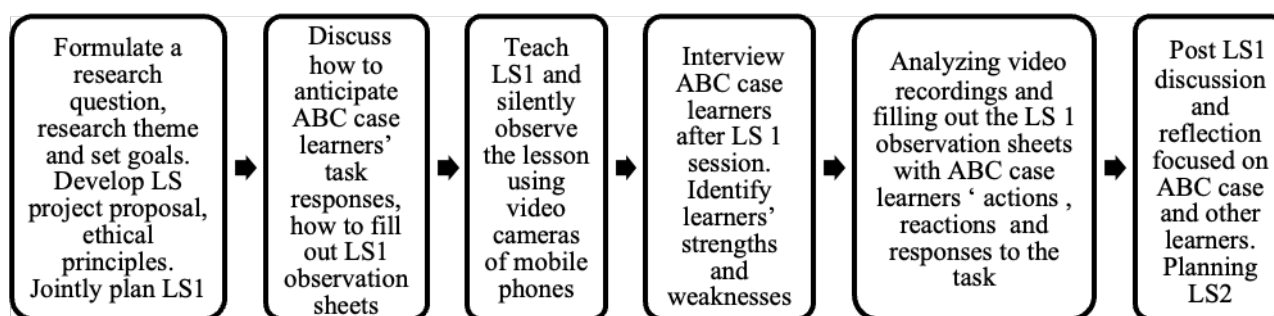 Formulate a
research
question,
research theme
and set goals.
Develop LS
project proposal,
ethical
principles.
Jointly plan LS1
Discuss
how to
anticipate
ABC case
learners'
task
responses,
how to fill
out LS1
observation
sheets
Teach
LS1 and
silently
observe
the lesson
using
video
cameras
of mobile
phones
Interview
ABC case
learners
after LS 1
session.
Identify
learners'
strengths
and
weaknesses
Analyzing video
recordings and
filling out the LS 1
observation sheets
with ABC case
learners ‘ actions ,
reactions and
responses to the
task
Post LS1
discussion
and
reflection
focused on
ABC case
and other
learners.
Planning
LS2